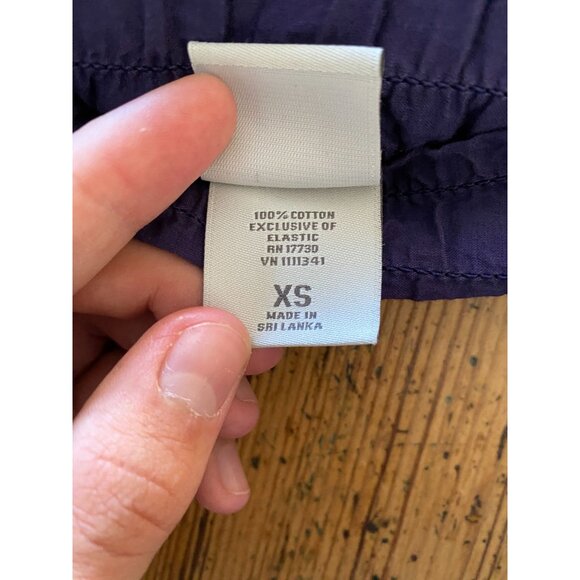 100% COTTON
EXCLUSIVE OF
ELASTIC
RN 17730
VN 1111341
XS
MADE IN
SRI LANKA